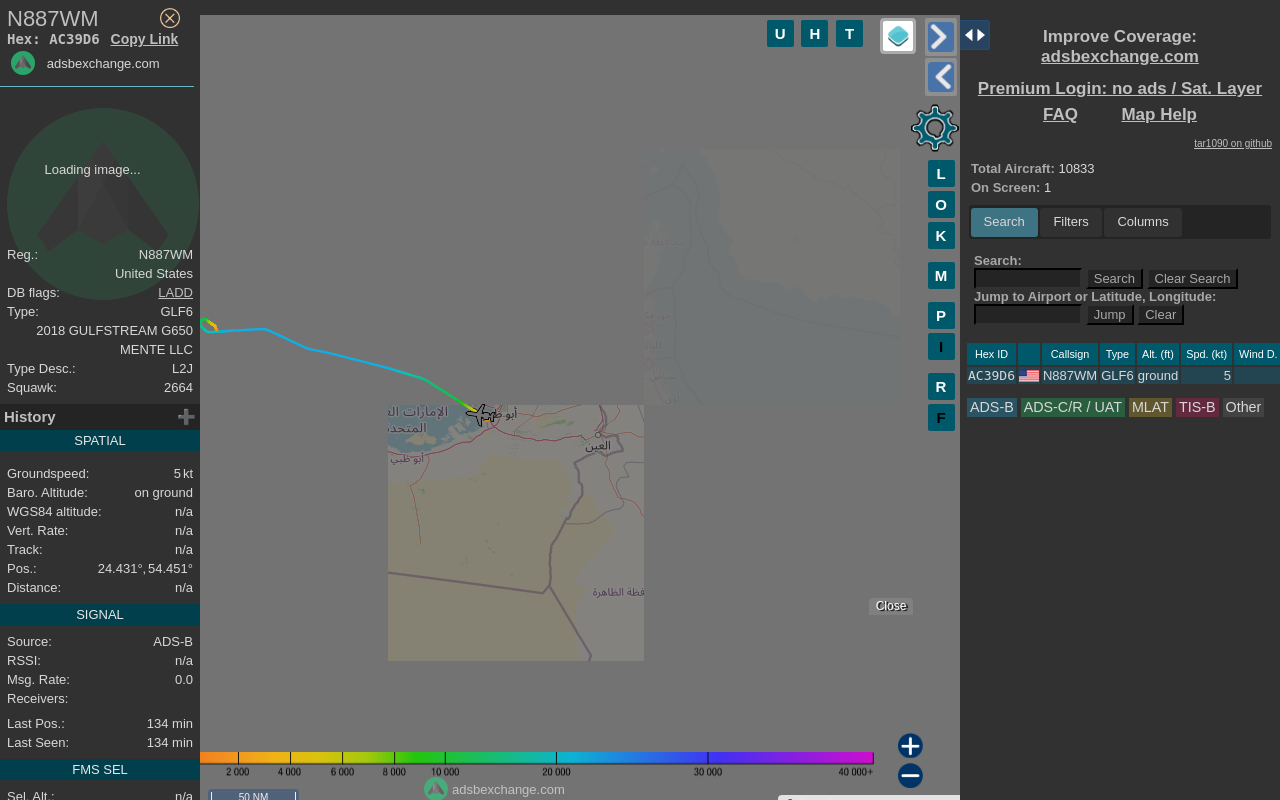 N887WM
Hex: AC39D6 Copy Link
adsbexchange.com
Loading image...
Reg.: N887WM
United States
DB flags: LADD
Type: GLF6
2018 GULFSTREAM G650
MENTE LLC
Type Desc.: L2J
Squawk: 2664
History
SPATIAL
Groundspeed: 5 kt
Baro. Altitude: on ground
WGS84 altitude: n/a
Vert. Rate: n/a
Track: n/a
Pos.: 24.431°, 54.451°
Distance: n/a
SIGNAL
Source: ADS-B
RSSI: n/a
Msg. Rate: 0.0
Receivers:
Last Pos.: 134 min
Last Seen: 134 min
FMS SEL
Sel. Alt.: n/a
U H T
L
O
K
M
P
I
R
F
الإمارات الع
المتحدة
أبو ظبي
العين
أبو ظبي
فظة الظاهرة
Close
2 000 4 000 6 000 8 000 10 000 20 000 30 000 40 000+
adsbexchange.com
50 NM
Improve Coverage:
adsbexchange.com
Premium Login: no ads / Sat. Layer
FAQ Map Help
tar1090 on github
Total Aircraft: 10833
On Screen: 1
Search Filters Columns
Search:
Search Clear Search
Jump to Airport or Latitude, Longitude:
Jump Clear
Hex ID Callsign Type Alt. (ft) Spd. (kt) Wind D.
AC39D6 N887WM GLF6 ground 5
ADS-B ADS-C/R / UAT MLAT TIS-B Other